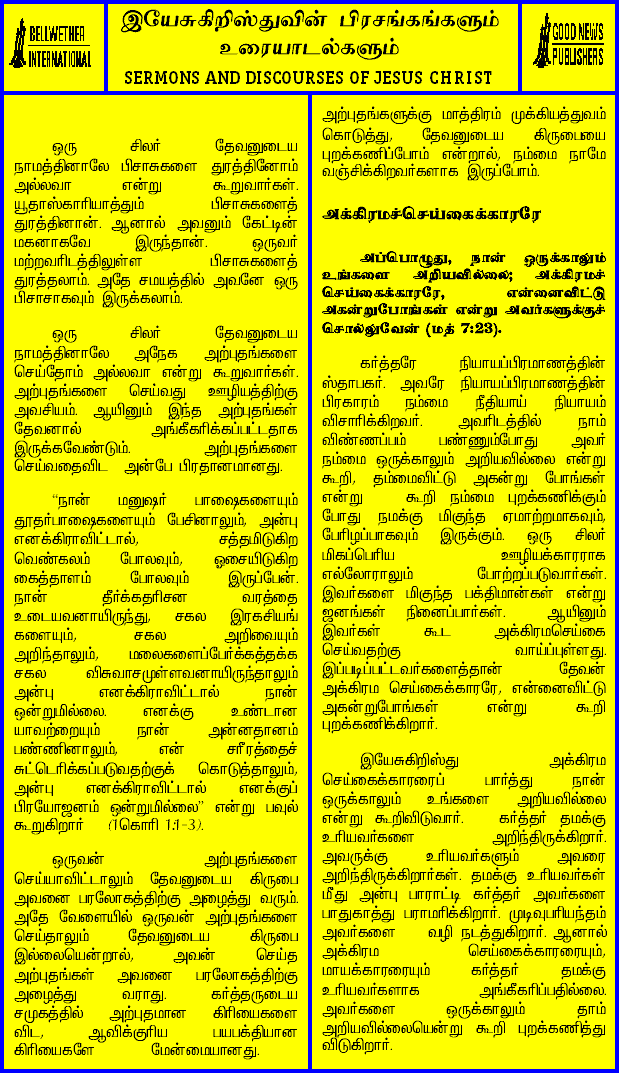 BELLWETHER
INTERNATIONAL
இயேசுகிறிஸ்துவின் பிரசங்கங்களும்
உரையாடல்களும்
SERMONS AND DISCOURSES OF JESUS CHRIST
GOOD NEWS
PUBLISHERS
ஒரு சிலர் தேவனுடைய
நாமத்தினாலே பிசாசுகளை துரத்தினோம்
அல்லவா என்று கூறுவார்கள்.
யூதாஸ்காரியாத்தும் பிசாசுகளைத்
துரத்தினான். ஆனால் அவனும் கேட்டின்
மகனாகவே இருந்தான். ஒருவர்
மற்றவரிடத்திலுள்ள பிசாசுகளைத்
துரத்தலாம். அதே சமயத்தில் அவனே ஒரு
பிசாசாகவும் இருக்கலாம்.
ஒரு சிலர் தேவனுடைய
நாமத்தினாலே அநேக அற்புதங்களை
செய்தோம் அல்லவா என்று கூறுவார்கள்.
அற்புதங்களை செய்வது ஊழியத்திற்கு
அவசியம். ஆயினும் இந்த அற்புதங்கள்
தேவனால் அங்கீகரிக்கப்பட்டதாக
இருக்கவேண்டும். அற்புதங்களை
செய்வதைவிட அன்பே பிரதானமானது.
“நான் மனுஷர் பாஷைகளையும்
தூதர்பாஷைகளையும் பேசினாலும், அன்பு
எனக்கிராவிட்டால், சத்தமிடுகிற
வெண்கலம் போலவும், ஓசையிடுகிற
கைத்தாளம் போலவும் இருப்பேன்.
நான் தீர்க்கதரிசன வரத்தை
உடையவனாயிருந்து, சகல இரகசியங்
களையும், சகல அறிவையும்
அறிந்தாலும், மலைகளைப்பேர்க்கத்தக்க
சகல விசுவாசமுள்ளவனாயிருந்தாலும்
அன்பு எனக்கிராவிட்டால் நான்
ஒன்றுமில்லை. எனக்கு உண்டான
யாவற்றையும் நான் அன்னதானம்
பண்ணினாலும், என் சரீரத்தைச்
சுட்டெரிக்கப்படுவதற்குக் கொடுத்தாலும்,
அன்பு எனக்கிராவிட்டால் எனக்குப்
பிரயோஜனம் ஒன்றுமில்லை” என்று பவுல்
கூறுகிறார் (1கொரி 1:1-3).
ஒருவன் அற்புதங்களை
செய்யாவிட்டாலும் தேவனுடைய கிருபை
அவனை பரலோகத்திற்கு அழைத்து வரும்.
அதே வேளையில் ஒருவன் அற்புதங்களை
செய்தாலும் தேவனுடைய கிருபை
இல்லையென்றால், அவன் செய்த
அற்புதங்கள் அவனை பரலோகத்திற்கு
அழைத்து வராது. கர்த்தருடைய
சமுகத்தில் அற்புதமான கிரியைகளை
விட, ஆவிக்குரிய பயபக்தியான
கிரியைகளே மேன்மையானது.
அற்புதங்களுக்கு மாத்திரம் முக்கியத்துவம்
கொடுத்து, தேவனுடைய கிருபையை
புறக்கணிப்போம் என்றால், நம்மை நாமே
வஞ்சிக்கிறவர்களாக இருப்போம்.
அக்கிரமச்செய்கைக்காரரே
அப்பொழுது, நான் ஒருக்காலும்
உங்களை அறியவில்லை; அக்கிரமச்
செய்கைக்காரரே, என்னைவிட்டு
அகன்றுபோங்கள் என்று அவர்களுக்குச்
சொல்லுவேன் (மத் 7:23).
கர்த்தரே நியாயப்பிரமாணத்தின்
ஸ்தாபகர். அவரே நியாயப்பிரமாணத்தின்
பிரகாரம் நம்மை நீதியாய் நியாயம்
விசாரிக்கிறவர். அவரிடத்தில் நாம்
விண்ணப்பம் பண்ணும்போது அவர்
நம்மை ஒருக்காலும் அறியவில்லை என்று
கூறி, தம்மைவிட்டு அகன்று போங்கள்
என்று கூறி நம்மை புறக்கணிக்கும்
போது நமக்கு மிகுந்த ஏமாற்றமாகவும்,
பேரிழப்பாகவும் இருக்கும். ஒரு சிலர்
மிகப்பெரிய ஊழியக்காரராக
எல்லோராலும் போற்றப்படுவார்கள்.
இவர்களை மிகுந்த பக்திமான்கள் என்று
ஜனங்கள் நினைப்பார்கள். ஆயினும்
இவர்கள் கூட அக்கிரமசெய்கை
செய்வதற்கு வாய்ப்புள்ளது.
இப்படிப்பட்டவர்களைத்தான் தேவன்
அக்கிரம செய்கைக்காரரே, என்னைவிட்டு
அகன்றுபோங்கள் என்று கூறி
புறக்கணிக்கிறார்.
இயேசுகிறிஸ்து அக்கிரம
செய்கைக்காரரைப் பார்த்து நான்
ஒருக்காலும் உங்களை அறியவில்லை
என்று கூறிவிடுவார். கர்த்தர் தமக்கு
உரியவர்களை அறிந்திருக்கிறார்.
அவருக்கு உரியவர்களும் அவரை
அறிந்திருக்கிறார்கள். தமக்கு உரியவர்கள்
மீது அன்பு பாராட்டி கர்த்தர் அவர்களை
பாதுகாத்து பராமரிக்கிறார். முடிவுபரியந்தம்
அவர்களை வழி நடத்துகிறார். ஆனால்
அக்கிரம செய்கைக்காரரையும்,
மாயக்காரரையும் கர்த்தர் தமக்கு
உரியவர்களாக அங்கீகரிப்பதில்லை.
அவர்களை ஒருக்காலும் தாம்
அறியவில்லையென்று கூறி புறக்கணித்து
விடுகிறார்.